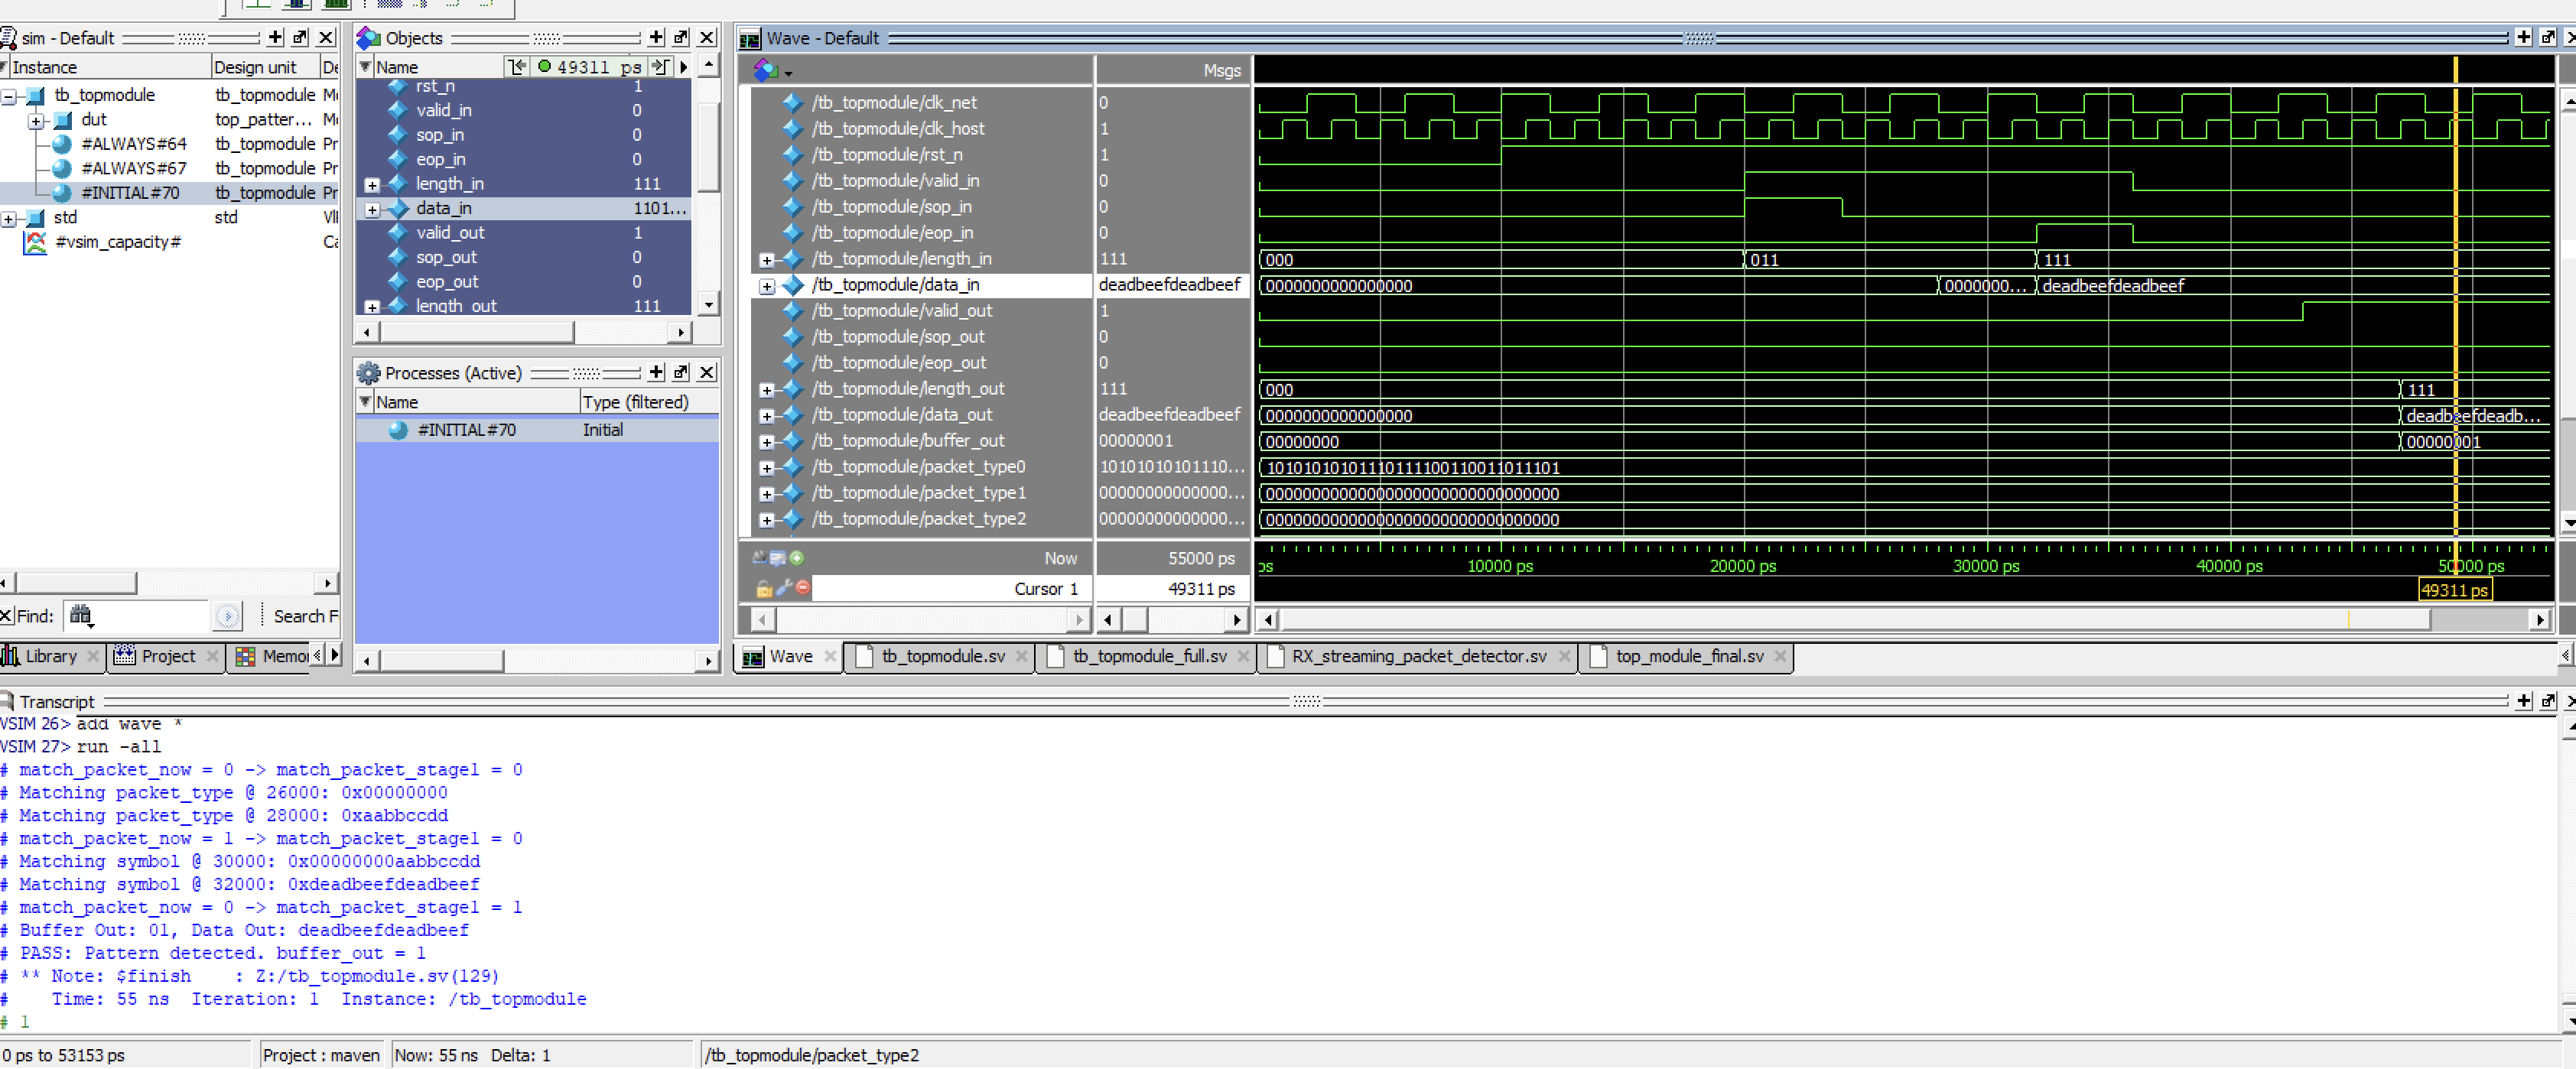 sim - Default
Instance Design unit De
tb_topmodule tb_topmodule M
dut top_patter... M
#ALWAYS#64 tb_topmodule Pr
#ALWAYS#67 tb_topmodule Pr
#INITIAL#70 tb_topmodule Pr
std std VI
#vsim_capacity# Ca
Find: Search F
Library Project Memo
Objects
Name 49311 ps
rst_n 1
valid_in 0
sop_in 0
eop_in 0
length_in 111
data_in 1101...
valid_out 1
sop_out 0
eop_out 0
length_out 111
Processes (Active)
Name Type (filtered)
#INITIAL#70 Initial
Wave - Default
Msgs
/tb_topmodule/clk_net 0
/tb_topmodule/clk_host 1
/tb_topmodule/rst_n 1
/tb_topmodule/valid_in 0
/tb_topmodule/sop_in 0
/tb_topmodule/eop_in 0
/tb_topmodule/length_in 111 000 011 111
/tb_topmodule/data_in deadbeefdeadbeef 0000000000000000 0000000... deadbeefdeadbeef
/tb_topmodule/valid_out 1
/tb_topmodule/sop_out 0
/tb_topmodule/eop_out 0
/tb_topmodule/length_out 111 000 111
/tb_topmodule/data_out deadbeefdeadbeef 0000000000000000 deadbeefdeadb...
/tb_topmodule/buffer_out 00000001 00000000 00000001
/tb_topmodule/packet_type0 10101010101110... 10101010101110111100110011011101
/tb_topmodule/packet_type1 00000000000000... 00000000000000000000000000000000
/tb_topmodule/packet_type2 00000000000000... 00000000000000000000000000000000
Now 55000 ps ps 10000 ps 20000 ps 30000 ps 40000 ps 50000 ps
Cursor 1 49311 ps 49311 ps
Wave tb_topmodule.sv tb_topmodule_full.sv RX_streaming_packet_detector.sv top_module_final.sv
Transcript
VSIM 26> add wave *
VSIM 27> run -all
# match_packet_now = 0 -> match_packet_stage1 = 0
# Matching packet_type @ 26000: 0x00000000
# Matching packet_type @ 28000: 0xaabbccdd
# match_packet_now = 1 -> match_packet_stage1 = 0
# Matching symbol @ 30000: 0x00000000aabbccdd
# Matching symbol @ 32000: 0xdeadbeefdeadbeef
# match_packet_now = 0 -> match_packet_stage1 = 1
# Buffer Out: 01, Data Out: deadbeefdeadbeef
# PASS: Pattern detected. buffer_out = 1
# ** Note: $finish : Z:/tb_topmodule.sv(129)
# Time: 55 ns Iteration: 1 Instance: /tb_topmodule
# 1
0 ps to 53153 ps Project : maven Now: 55 ns Delta: 1 /tb_topmodule/packet_type2